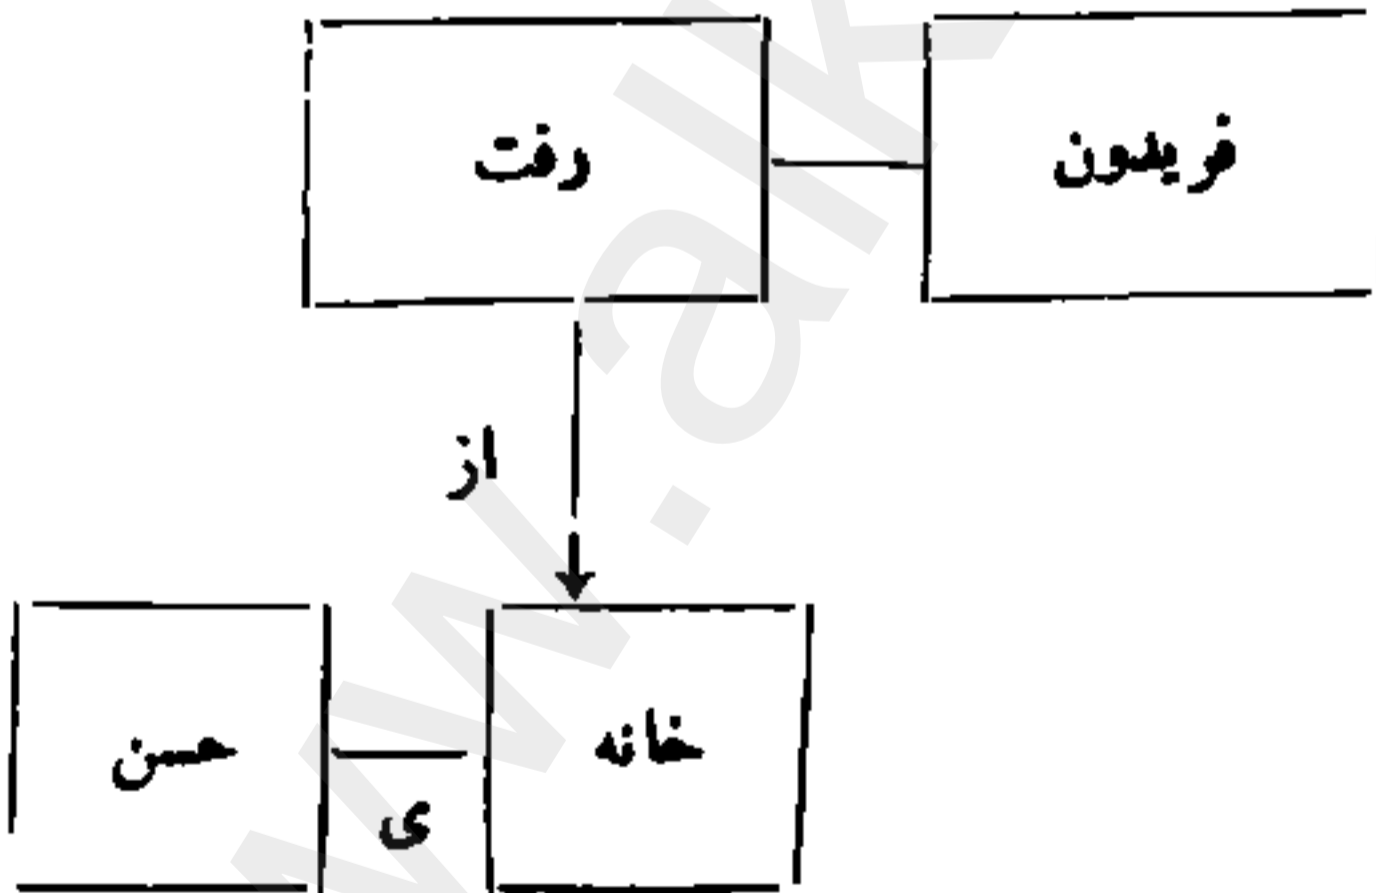 فریدون رفت
از
خانه ی حسن